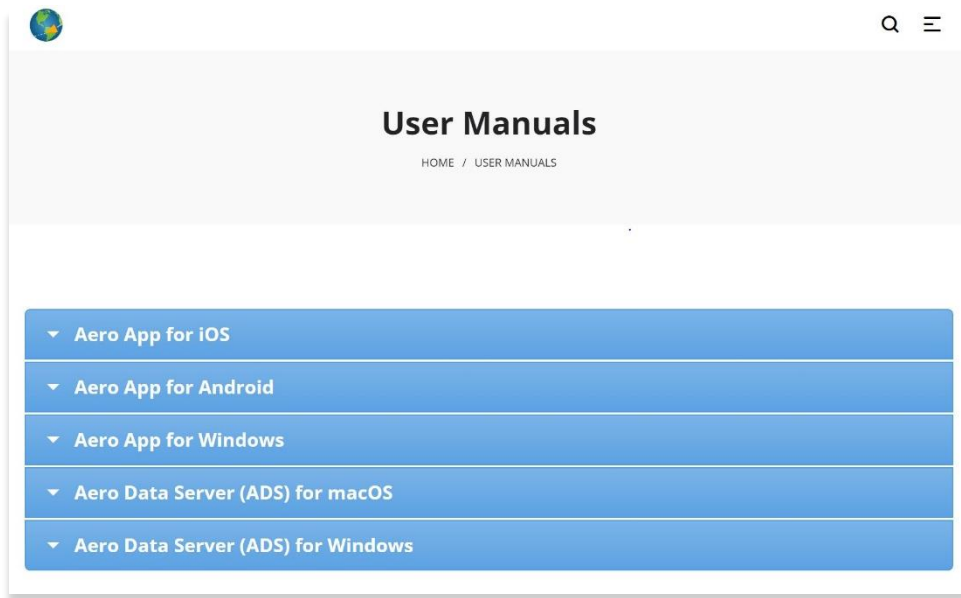 User Manuals
HOME / USER MANUALS
Aero App for iOS
Aero App for Android
Aero App for Windows
Aero Data Server (ADS) for macOS
Aero Data Server (ADS) for Windows